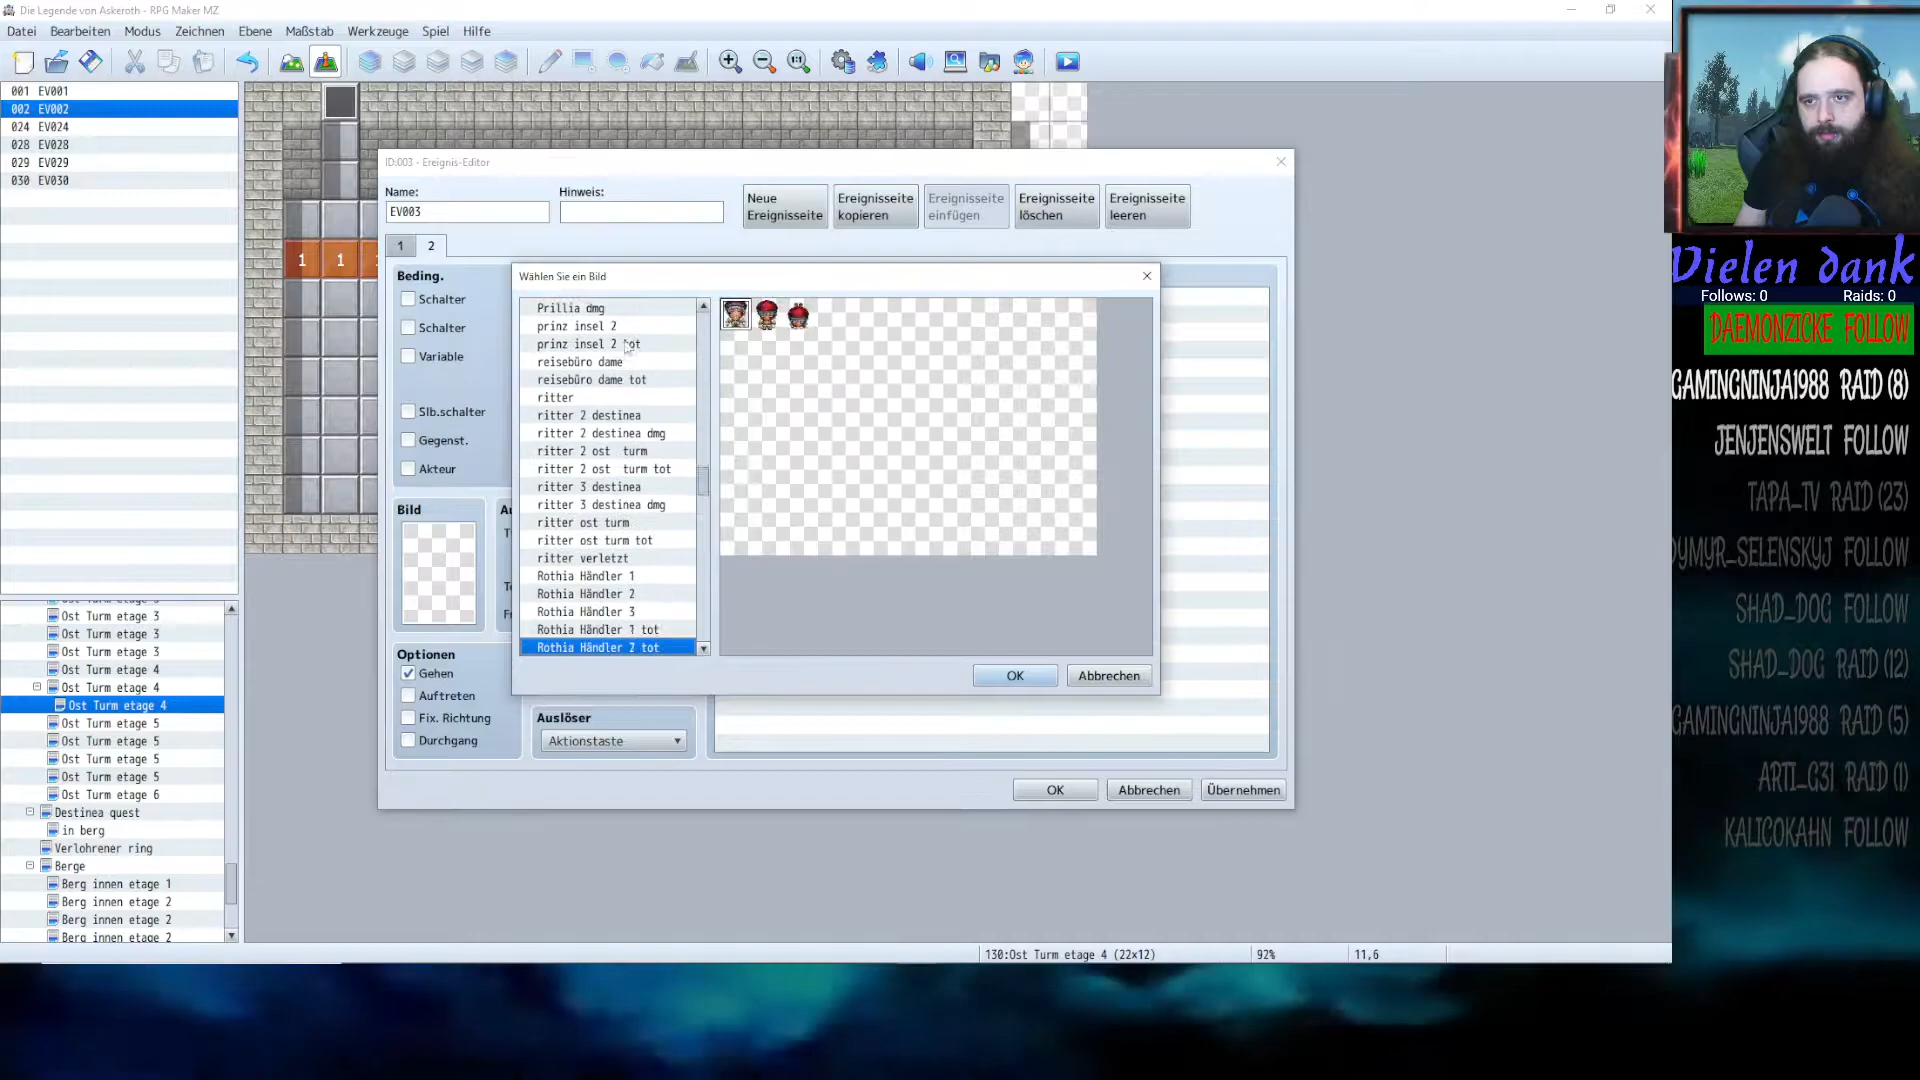 Die Legende von Askeroth - RPG Maker MZ
Datei Bearbeiten Modus Zeichnen Ebene Maßstab Werkzeuge Spiel Hilfe
001 EV001
002 EV002
024 EV024
028 EV028
029 EV029
030 EV030
1 1 1
ID:003 - Ereignis-Editor
Name:
EV003
Hinweis:
Neue Ereignisseite
Ereignisseite kopieren
Ereignisseite einfügen
Ereignisseite löschen
Ereignisseite leeren
1 2
Beding.
Schalter
Schalter
Variable
Slb.schalter
Gegenst.
Akteur
Bild
Optionen
Gehen
Auftreten
Fix. Richtung
Durchgang
Auslöser
Aktionstaste
OK Abbrechen Übernehmen
Wählen Sie ein Bild
Prillia dmg
prinz insel 2
prinz insel 2 tot
reisebüro dame
reisebüro dame tot
ritter
ritter 2 destinea
ritter 2 destinea dmg
ritter 2 ost turm
ritter 2 ost turm tot
ritter 3 destinea
ritter 3 destinea dmg
ritter ost turm
ritter ost turm tot
ritter verletzt
Rothia Händler 1
Rothia Händler 2
Rothia Händler 3
Rothia Händler 1 tot
Rothia Händler 2 tot
OK Abbrechen
Ost Turm etage 3
Ost Turm etage 3
Ost Turm etage 3
Ost Turm etage 4
Ost Turm etage 4
Ost Turm etage 4
Ost Turm etage 5
Ost Turm etage 5
Ost Turm etage 5
Ost Turm etage 5
Ost Turm etage 6
Destinea quest
in berg
Verlohrener ring
Berge
Berg innen etage 1
Berg innen etage 2
Berg innen etage 2
Berg innen etage 2
130:Ost Turm etage 4 (22x12) 92% 11,6
Vielen dank
Follows: 0 Raids: 0
DAEMONZICKE FOLLOW
GAMINGNINJA1988 RAID (8)
JENJENSWELT FOLLOW
TAPA_TV RAID (23)
DYMYR_SELENSKYJ FOLLOW
SHAD_DOG FOLLOW
SHAD_DOG RAID (12)
GAMINGNINJA1988 RAID (5)
ARTI_G31 RAID (1)
KALICOKAHN FOLLOW